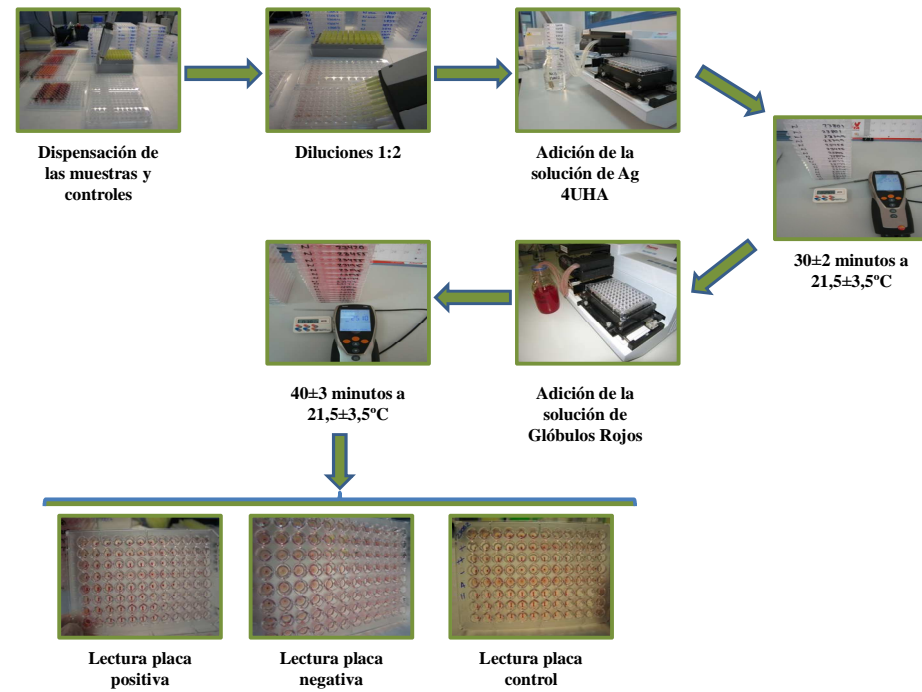 Dispensación de
las muestras y
controles
Diluciones 1:2
Adición de la
solución de Ag
4UHA
30±2 minutos a
21,5±3,5ºC
Adición de la
solución de
Glóbulos Rojos
40±3 minutos a
21,5±3,5ºC
Lectura placa
positiva
Lectura placa
negativa
Lectura placa
control